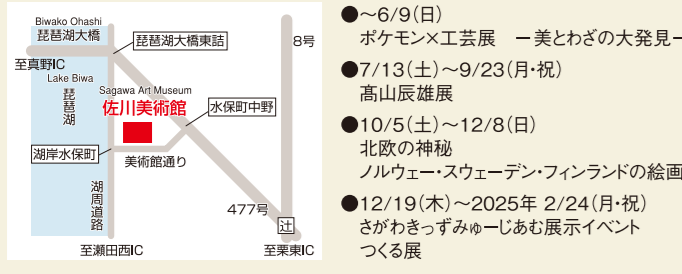 Biwako Ohashi
琵琶湖大橋
琵琶湖大橋東詰
8号
至真野IC
Lake Biwa
琵琶湖
Sagawa Art Museum
佐川美術館
水保町中野
湖岸水保町
美術館通り
湖周道路
477号
辻
至瀬田西IC
至栗東IC
●～6/9(日)
ポケモン×工芸展 ー美とわざの大発見ー
●7/13(土)～9/23(月・祝)
髙山辰雄展
●10/5(土)～12/8(日)
北欧の神秘
ノルウェー・スウェーデン・フィンランドの絵画
●12/19(木)～2025年 2/24(月・祝)
さがわきっずみゅーじあむ展示イベント
つくる展